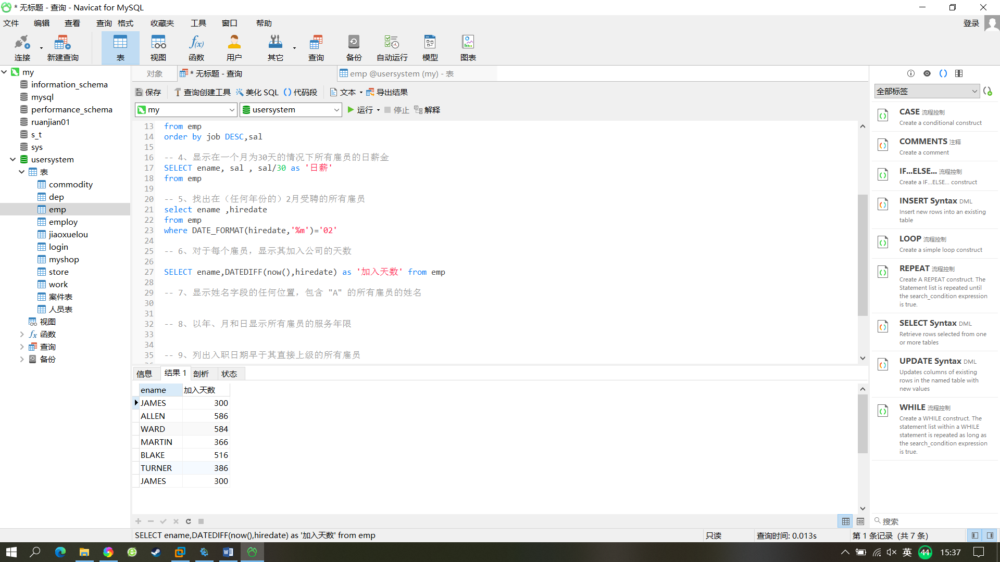 * 无标题 - 查询 - Navicat for MySQL
文件 编辑 查看 查询 格式 收藏夹 工具 窗口 帮助 登录
连接 新建查询 表 视图 函数 用户 其它 查询 备份 自动运行 模型 图表
my
information_schema
mysql
performance_schema
ruanjian01
s_t
sys
usersystem
表
commodity
dep
emp
employ
jiaoxuelou
login
myshop
store
work
案件表
人员表
视图
函数
查询
备份
对象 * 无标题 - 查询 emp @usersystem (my) - 表
保存 查询创建工具 美化 SQL 代码段 文本 导出结果
my usersystem 运行 停止 解释
13 from emp
14 order by job DESC,sal
15
16 -- 4、显示在一个月为30天的情况下所有雇员的日薪金
17 SELECT ename, sal , sal/30 as '日薪'
18 from emp
19
20 -- 5、找出在（任何年份的）2月受聘的所有雇员
21 select ename ,hiredate
22 from emp
23 where DATE_FORMAT(hiredate,'%m')='02'
24
25 -- 6、对于每个雇员，显示其加入公司的天数
26
27 SELECT ename,DATEDIFF(now(),hiredate) as '加入天数' from emp
28
29 -- 7、显示姓名字段的任何位置，包含 "A" 的所有雇员的姓名
30
31
32 -- 8、以年、月和日显示所有雇员的服务年限
33
34
35 -- 9、列出入职日期早于其直接上级的所有雇员
信息 结果 1 剖析 状态
ename 加入天数
JAMES 300
ALLEN 586
WARD 584
MARTIN 366
BLAKE 516
TURNER 386
JAMES 300
SELECT ename,DATEDIFF(now(),hiredate) as '加入天数' from emp
只读 查询时间: 0.013s 第 1 条记录 (共 7 条)
全部标签
CASE 流程控制
Create a conditional construct
COMMENTS 注释
Create a comment
IF...ELSE... 流程控制
Create a IF...ELSE... construct
INSERT Syntax DML
Insert new rows into an existing
table
LOOP 流程控制
Create a simple loop construct
REPEAT 流程控制
Create A REPEAT construct. The
Statement list is repeated until
the search_condition expression
is true.
SELECT Syntax DML
Retrieve rows selected from one
or more tables
UPDATE Syntax DML
Updates columns of existing
rows in the named table with
new values
WHILE 流程控制
Create a WHILE construct. The
statement list within a WHILE
statement is repeated as long as
the search_condition expression
is true.
搜索
英 44 15:37